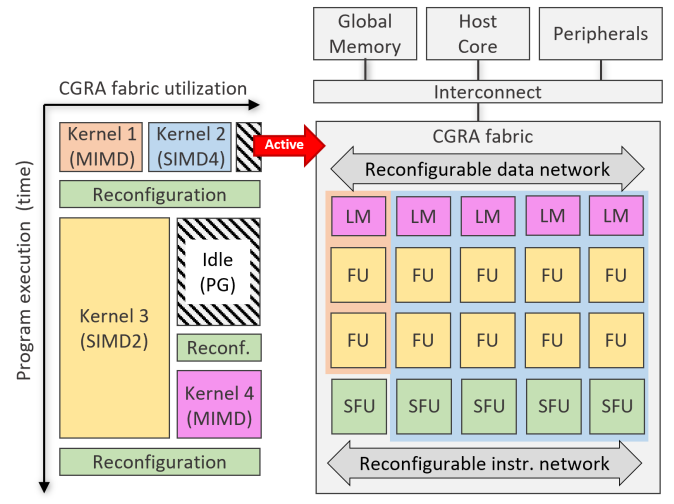 CGRA fabric utilization
Program execution (time)
Kernel 1
(MIMD)
Kernel 2
(SIMD4)
Active
Reconfiguration
Kernel 3
(SIMD2)
Idle
(PG)
Reconf.
Kernel 4
(MIMD)
Reconfiguration
Global
Memory
Host
Core
Peripherals
Interconnect
CGRA fabric
Reconfigurable data network
LM LM LM LM LM
FU FU FU FU FU
FU FU FU FU FU
SFU SFU SFU SFU SFU
Reconfigurable instr. network